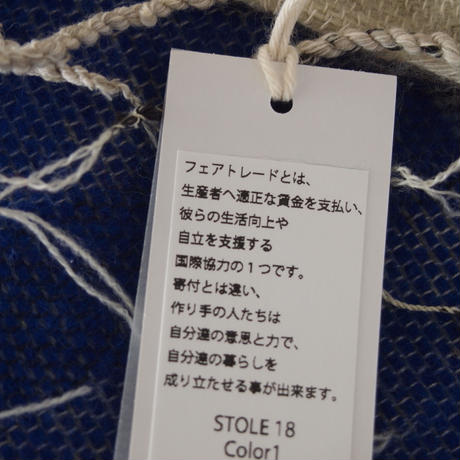 フェアトレードとは、
生産者へ適正な賃金を支払い、
彼らの生活向上や
自立を支援する
国際協力の１つです。
寄付とは違い、
作り手の人たちは
自分達の意思と力で、
自分達の暮らしを
成り立たせる事が出来ます。
STOLE 18
Color1